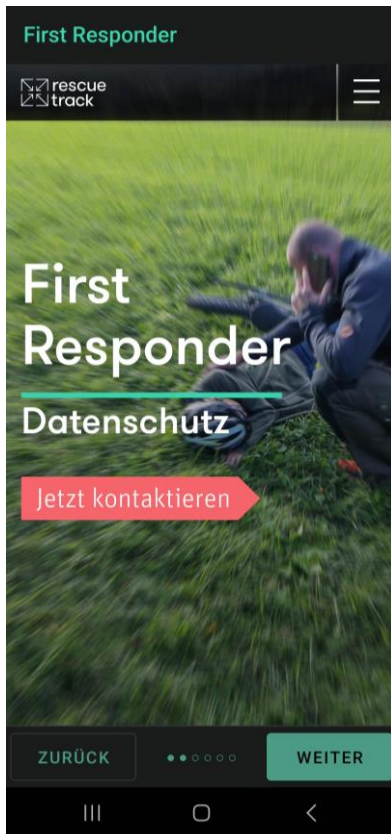 First Responder
rescue
track
First
Responder
Datenschutz
Jetzt kontaktieren
ZURÜCK
WEITER